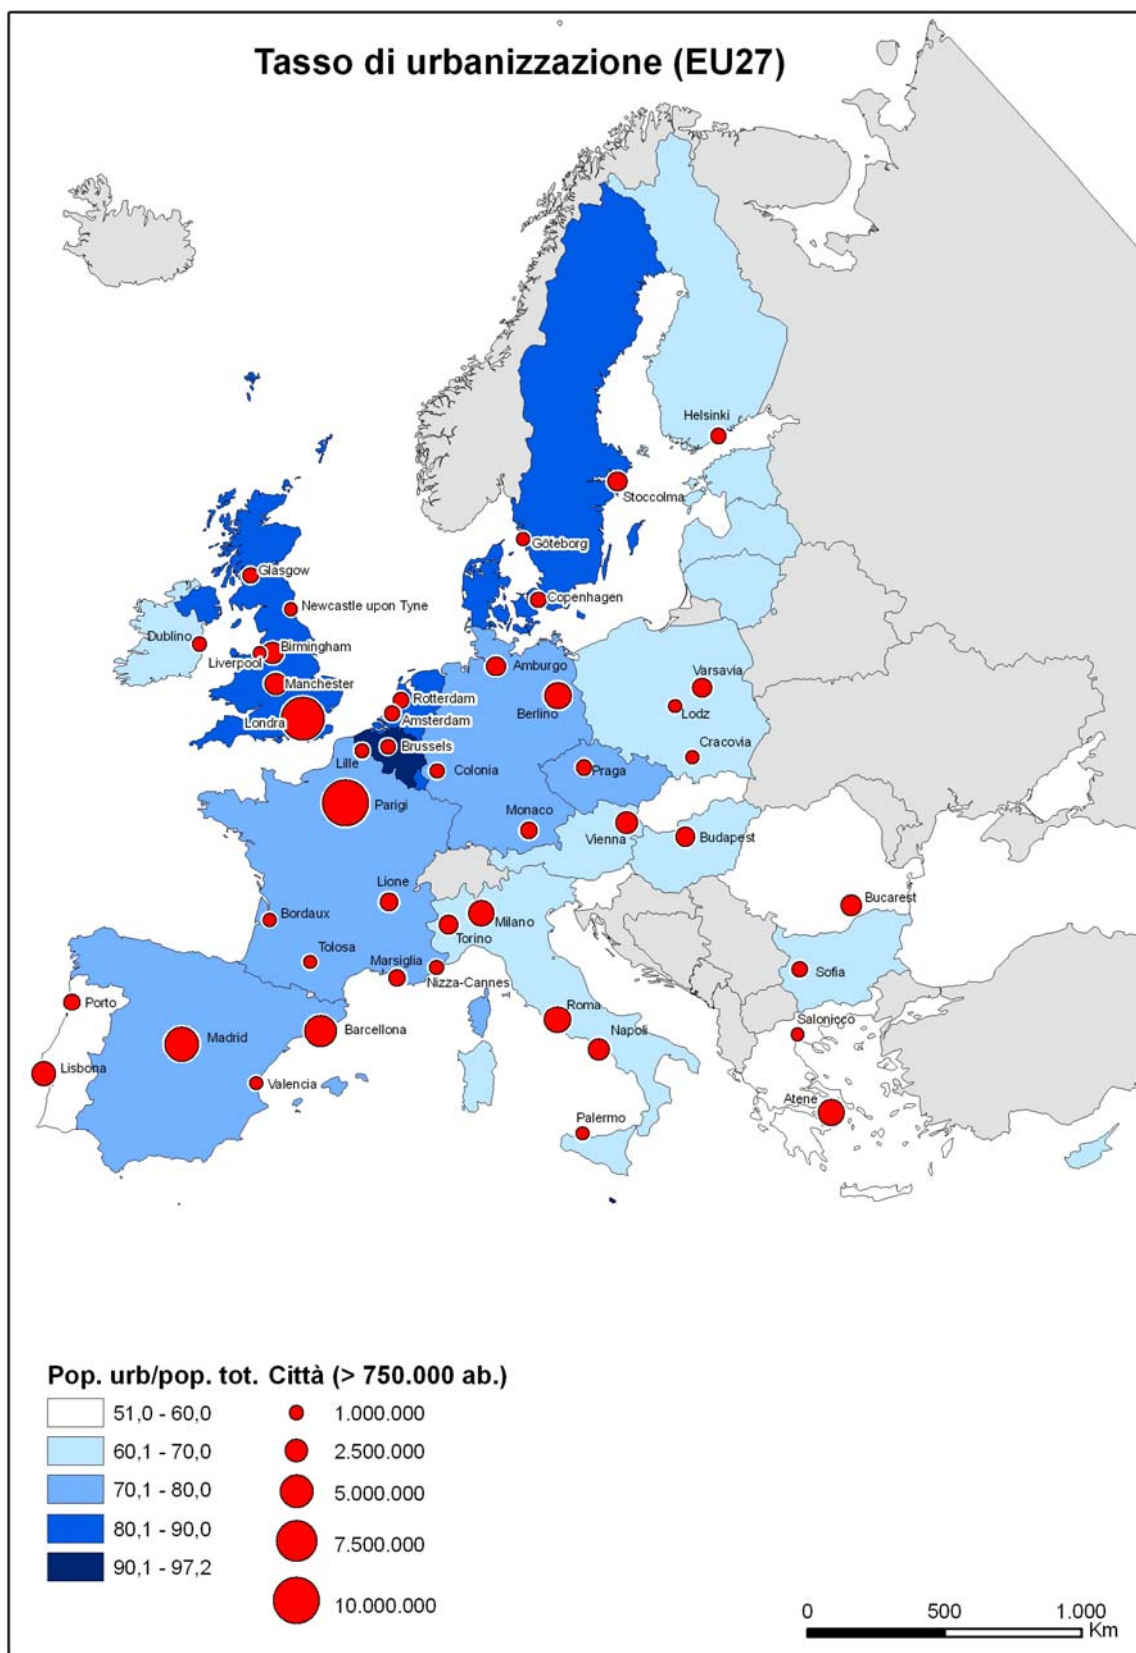 Tasso di urbanizzazione (EU27)
Helsinki
Stoccolma
Göteborg
Glasgow
Copenhagen
Newcastle upon Tyne
Dublino
Birmingham
Liverpool
Amburgo
Varsavia
Manchester
Rotterdam
Berlino
Lodz
Londra
Amsterdam
Brussels
Cracovia
Lille
Colonia
Praga
Parigi
Monaco
Vienna
Budapest
Lione
Bucarest
Bordaux
Milano
Torino
Tolosa
Marsiglia
Sofia
Nizza-Cannes
Porto
Roma
Salonicco
Madrid
Barcellona
Napoli
Lisbona
Valencia
Atene
Palermo
Pop. urb/pop. tot. Città (> 750.000 ab.)
51,0 - 60,0 1.000.000
60,1 - 70,0 2.500.000
70,1 - 80,0 5.000.000
80,1 - 90,0 7.500.000
90,1 - 97,2 10.000.000
0 500 1.000
Km